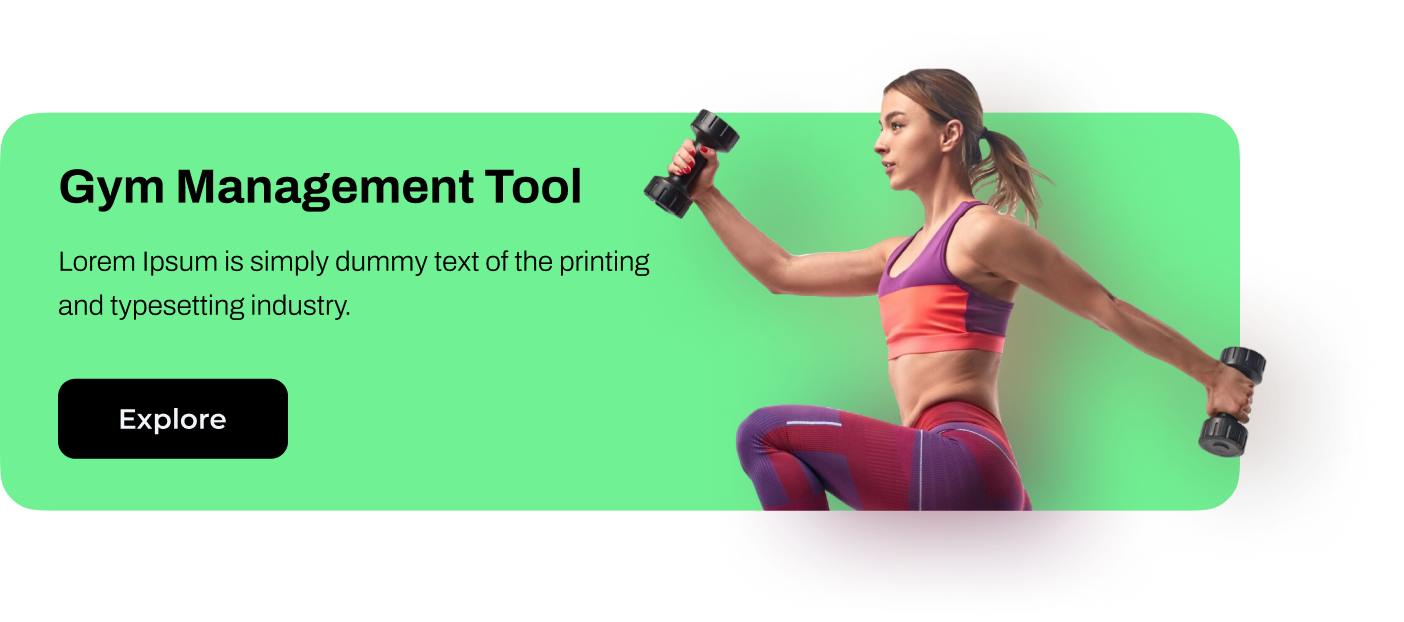 Gym Management Tool
Lorem Ipsum is simply dummy text of the printing
and typesetting industry.
Explore